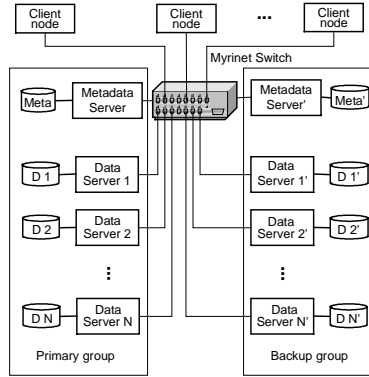 Client
node
Client
node
...
Client
node
Myrinet Switch
Meta
Metadata
Server
Metadata
Server'
Meta'
D 1
Data
Server 1
Data
Server 1'
D 1'
D 2
Data
Server 2
Data
Server 2'
D 2'
...
...
D N
Data
Server N
Data
Server N'
D N'
Primary group
Backup group